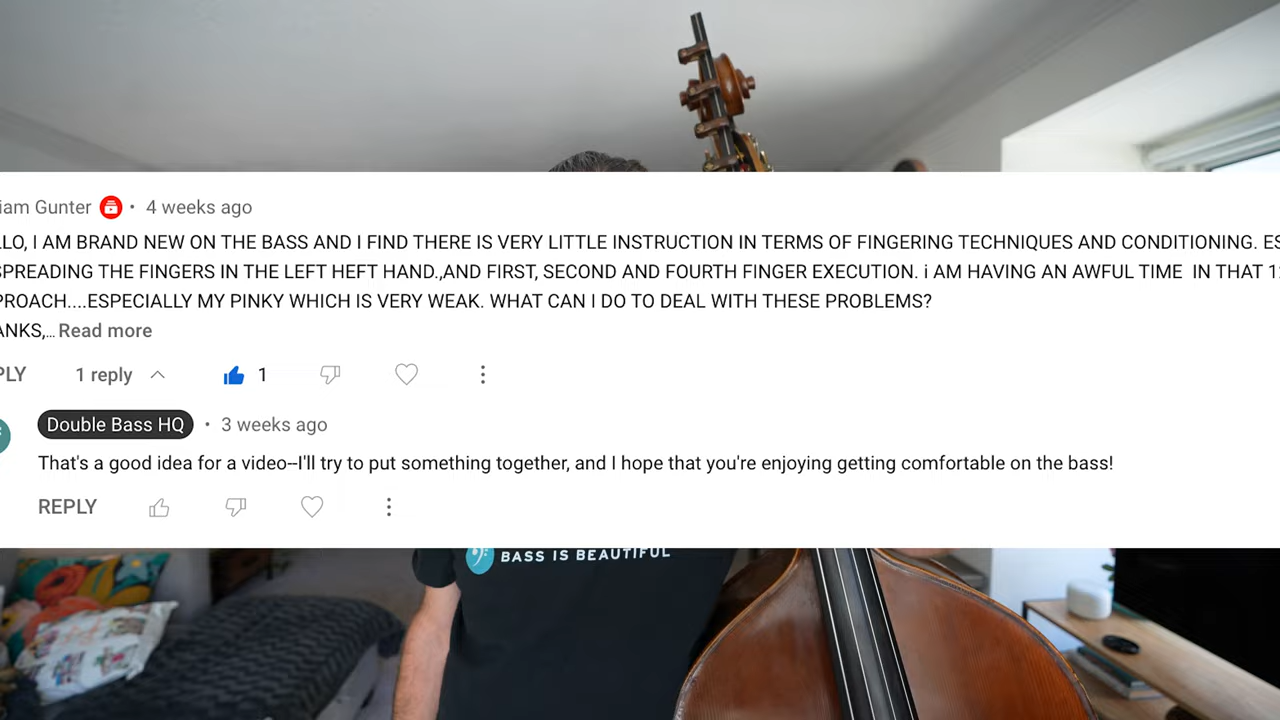 iam Gunter • 4 weeks ago
LLO, I AM BRAND NEW ON THE BASS AND I FIND THERE IS VERY LITTLE INSTRUCTION IN TERMS OF FINGERING TECHNIQUES AND CONDITIONING. ES
SPREADING THE FINGERS IN THE LEFT HEFT HAND.,AND FIRST, SECOND AND FOURTH FINGER EXECUTION. i AM HAVING AN AWFUL TIME IN THAT 12
PROACH....ESPECIALLY MY PINKY WHICH IS VERY WEAK. WHAT CAN I DO TO DEAL WITH THESE PROBLEMS?
ANKS,... Read more
PLY 1 reply 1
Double Bass HQ • 3 weeks ago
That's a good idea for a video--I'll try to put something together, and I hope that you're enjoying getting comfortable on the bass!
REPLY
BASS IS BEAUTIFUL